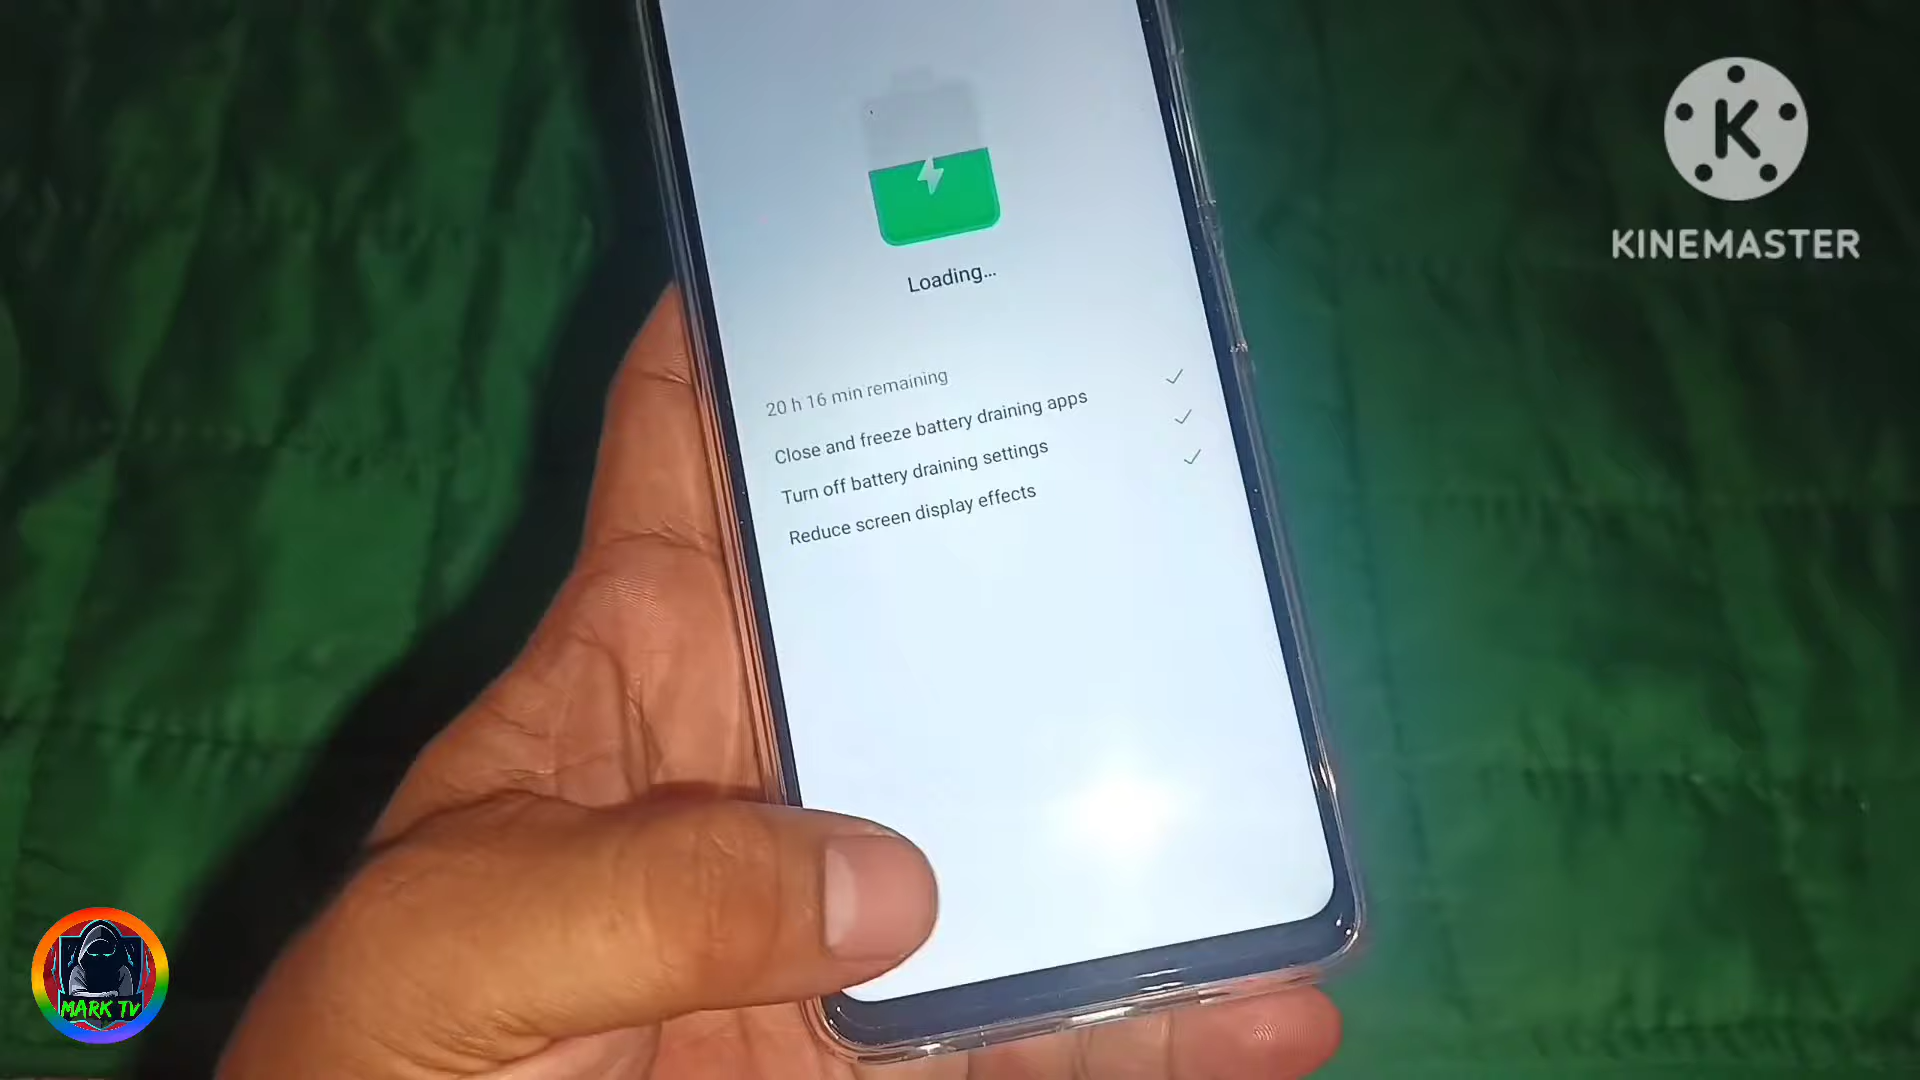 K
KINEMASTER
Loading...
20 h 16 min remaining
Close and freeze battery draining apps
Turn off battery draining settings
Reduce screen display effects
MARK TV